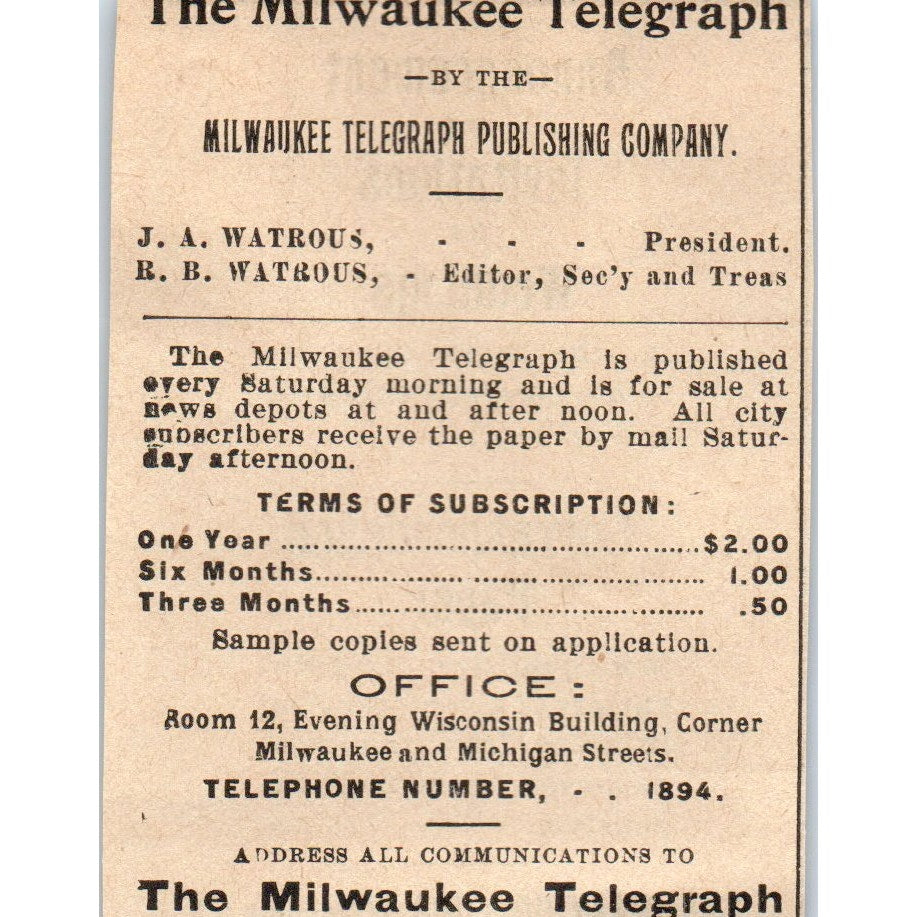 The Milwaukee Telegraph
—BY THE—
MILWAUKEE TELEGRAPH PUBLISHING COMPANY.
J. A. WATROUS, - - - President.
R. B. WATROUS, - Editor, Sec'y and Treas
The Milwaukee Telegraph is published
every Saturday morning and is for sale at
news depots at and after noon. All city
subscribers receive the paper by mail Satur-
day afternoon.
TERMS OF SUBSCRIPTION:
One Year ................................................$2.00
Six Months.............................................. 1.00
Three Months.......................................... .50
Sample copies sent on application.
OFFICE:
Room 12, Evening Wisconsin Building, Corner
Milwaukee and Michigan Streets.
TELEPHONE NUMBER, - . 1894.
ADDRESS ALL COMMUNICATIONS TO
The Milwaukee Telegraph